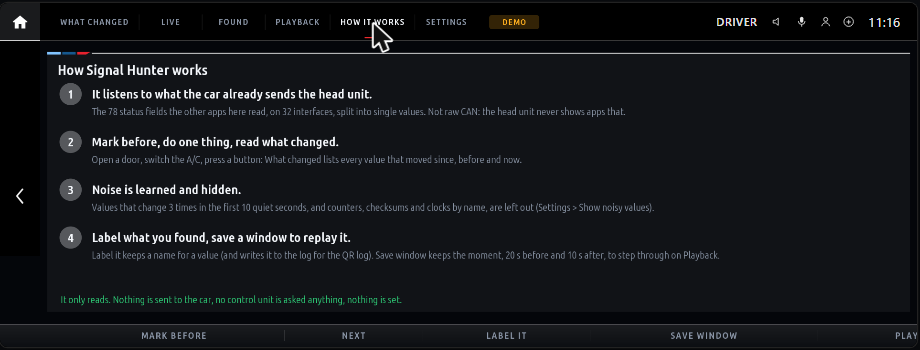 WHAT CHANGED LIVE FOUND PLAYBACK HOW IT WORKS SETTINGS DEMO DRIVER 11:16
How Signal Hunter works
1 It listens to what the car already sends the head unit.
The 78 status fields the other apps here read, on 32 interfaces, split into single values. Not raw CAN: the head unit never shows apps that.
2 Mark before, do one thing, read what changed.
Open a door, switch the A/C, press a button: What changed lists every value that moved since, before and now.
3 Noise is learned and hidden.
Values that change 3 times in the first 10 quiet seconds, and counters, checksums and clocks by name, are left out (Settings > Show noisy values).
4 Label what you found, save a window to replay it.
Label it keeps a name for a value (and writes it to the log for the QR log). Save window keeps the moment, 20 s before and 10 s after, to step through on Playback.
It only reads. Nothing is sent to the car, no control unit is asked anything, nothing is set.
MARK BEFORE NEXT LABEL IT SAVE WINDOW PLAY